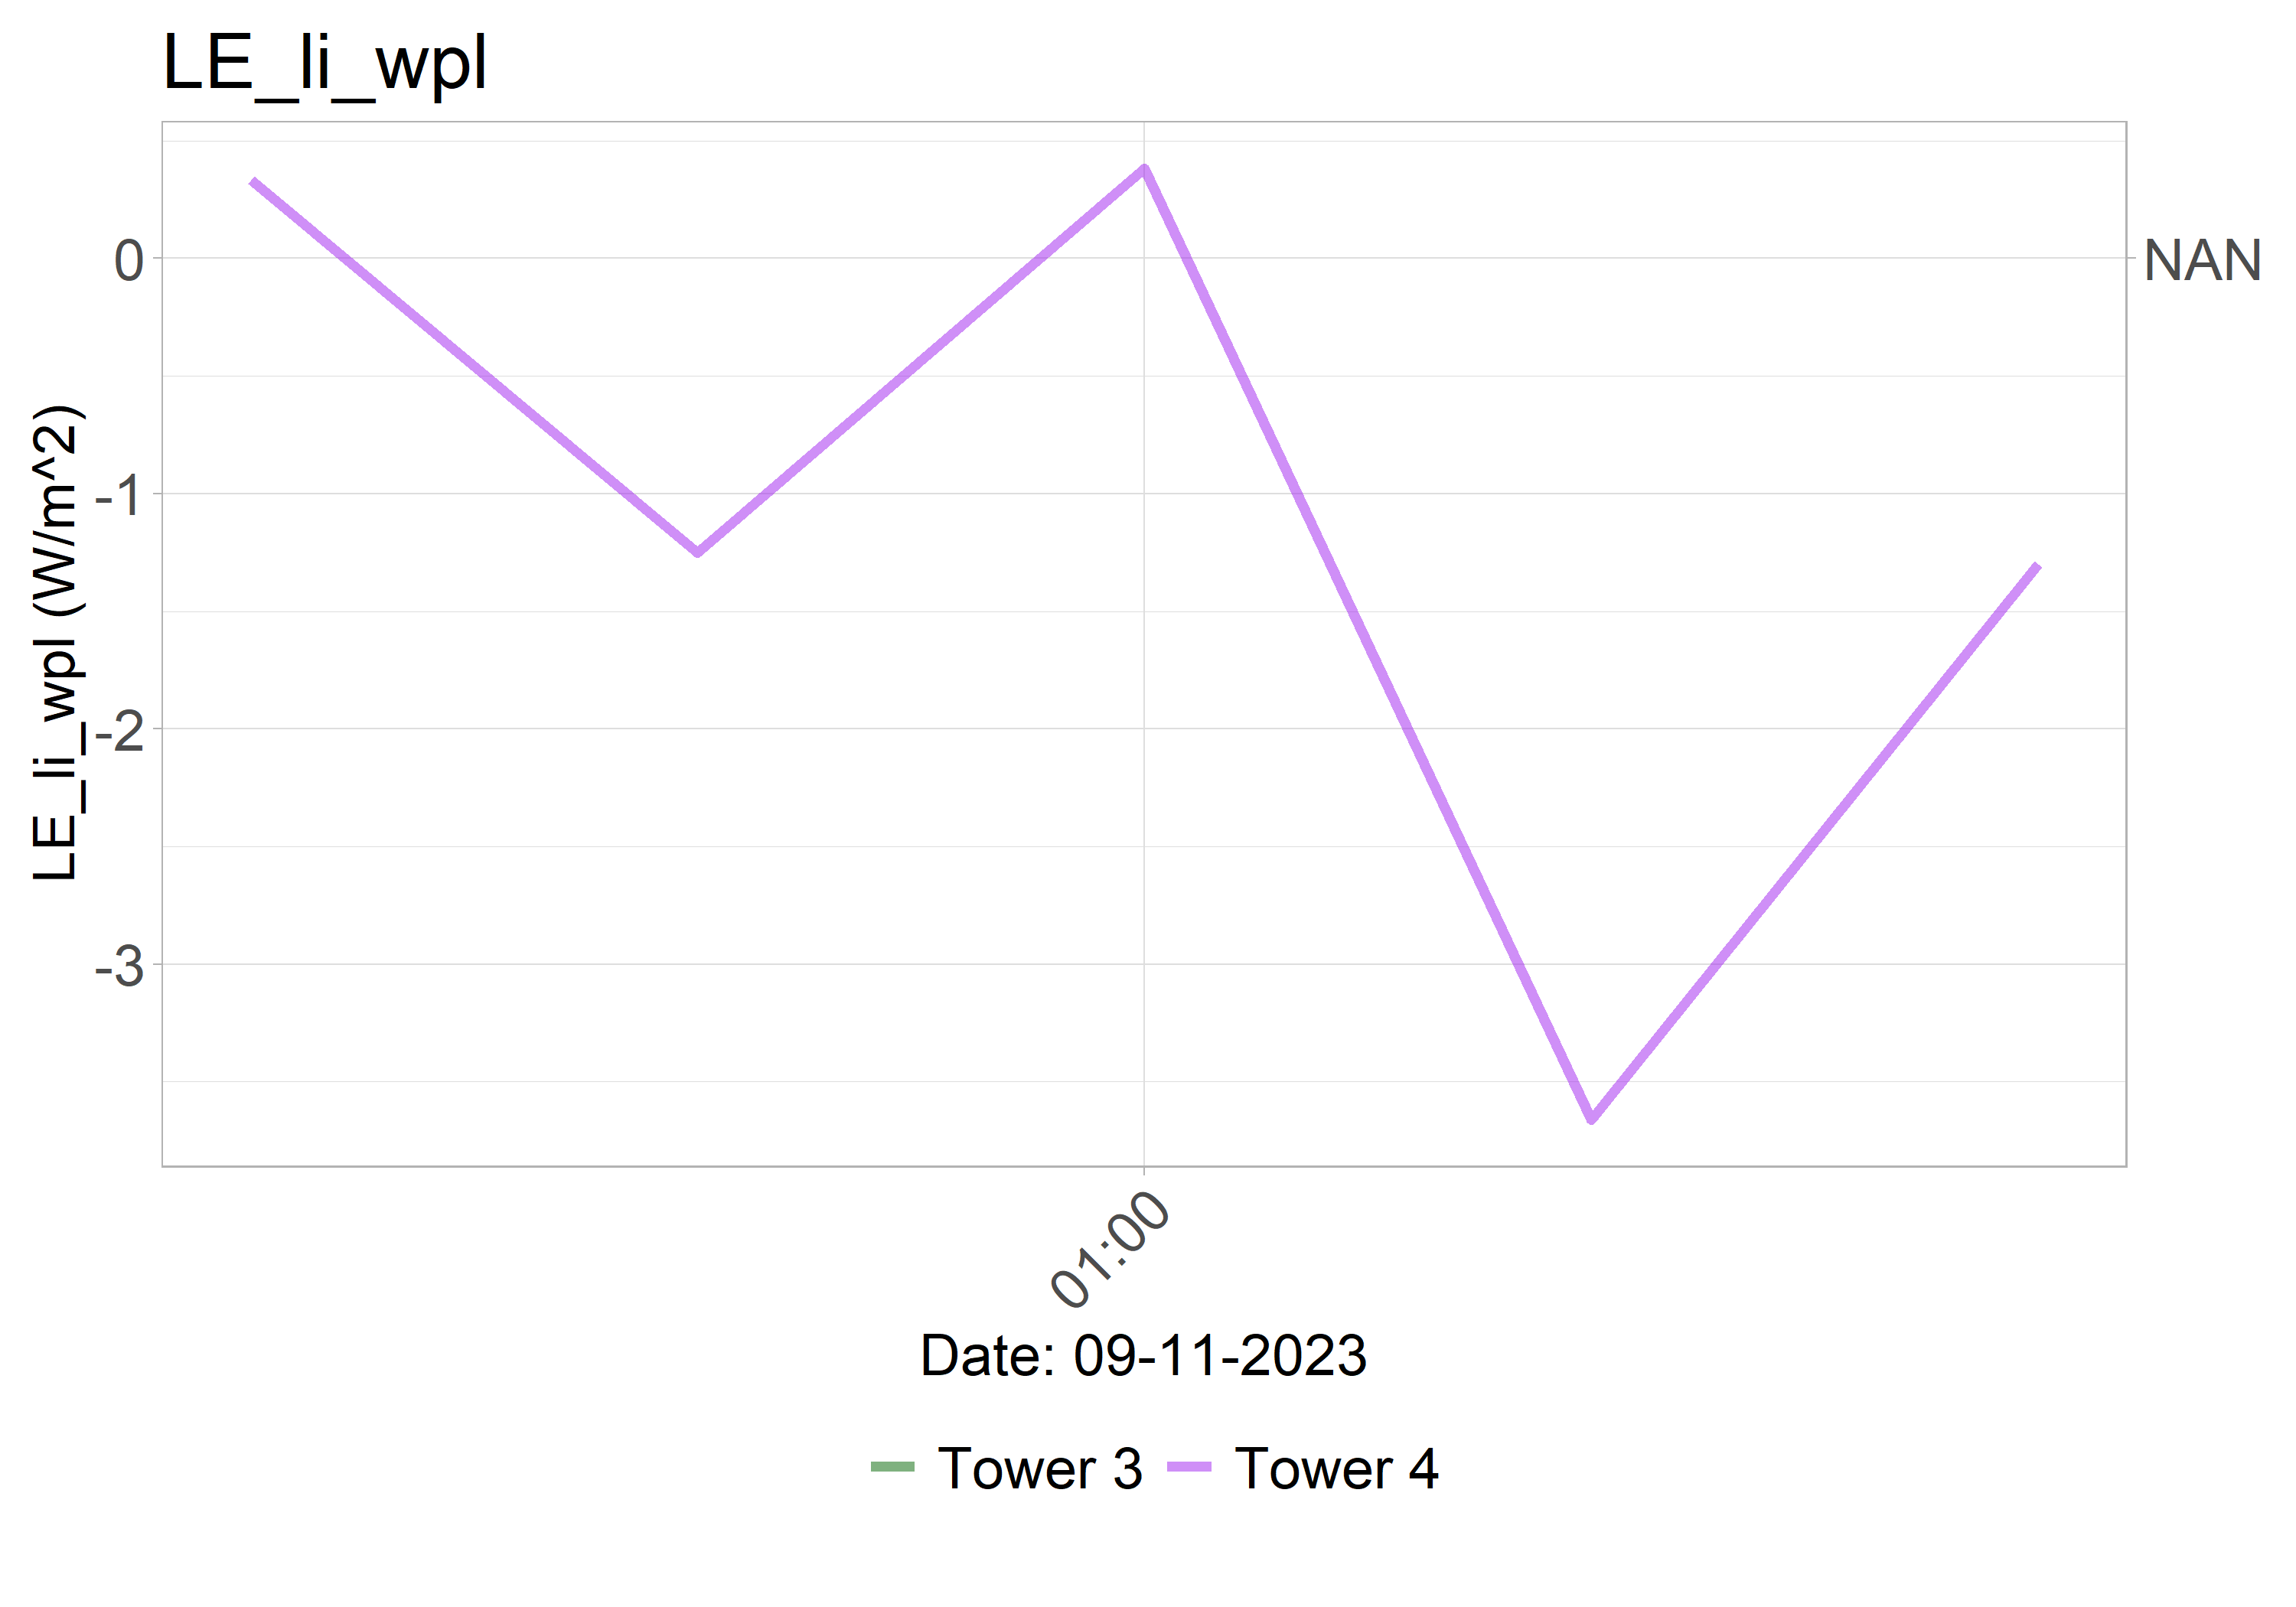 LE_li_wpl
LE_li_wpl (W/m^2)
0
-1
-2
-3
NAN
01:00
Date: 09-11-2023
Tower 3
Tower 4